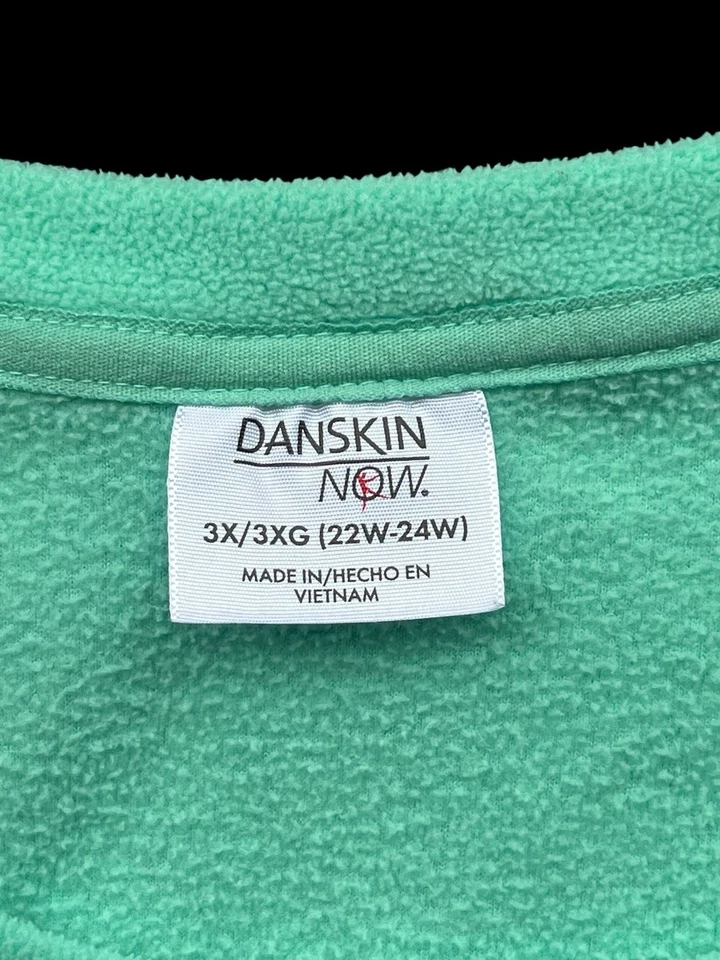 DANSKIN
NOW.
3X/3XG (22W-24W)
MADE IN/HECHO EN
VIETNAM